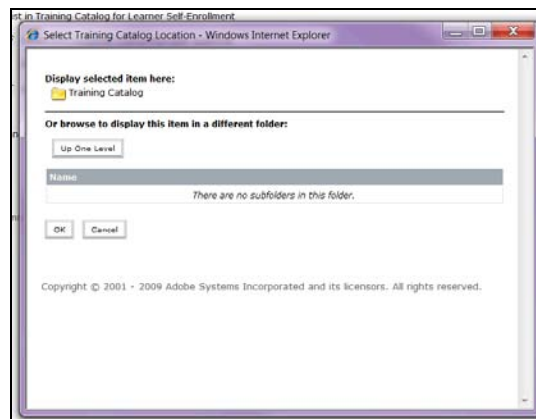 ist in Training Catalog for Learner Self-Enrollment
Select Training Catalog Location - Windows Internet Explorer
Display selected item here:
Training Catalog
Or browse to display this item in a different folder:
Up One Level
Name
There are no subfolders in this folder.
OK
Cancel
Copyright © 2001 - 2009 Adobe Systems Incorporated and its licensors. All rights reserved.